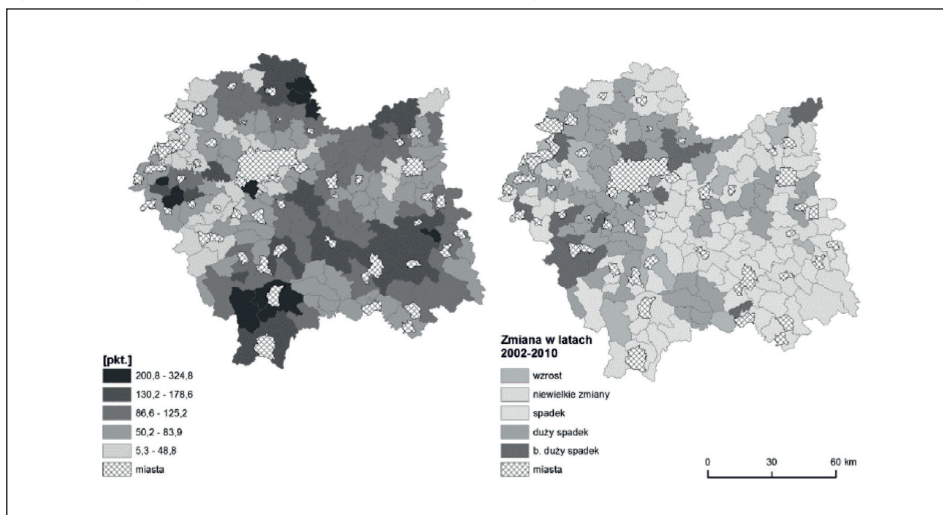 [pkt.]
200,8 - 324,8
130,2 - 178,6
86,6 - 125,2
50,2 - 83,9
5,3 - 48,8
miasta
Zmiana w latach
2002-2010
wzrost
niewielkie zmiany
spadek
duży spadek
b. duży spadek
miasta
0 30 60 km